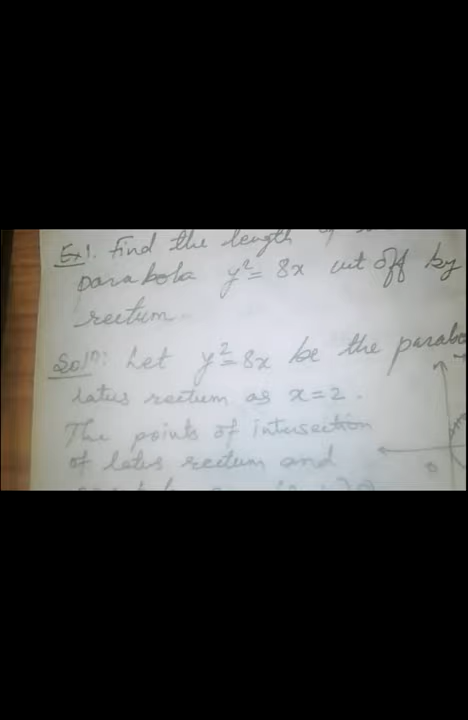 Ex1. Find the length
parabola y²= 8x cut off by
rectum.
Solⁿ: Let y²= 8x be the
latus rectum as x=2.
The points of intersection
of latus rectum and
0